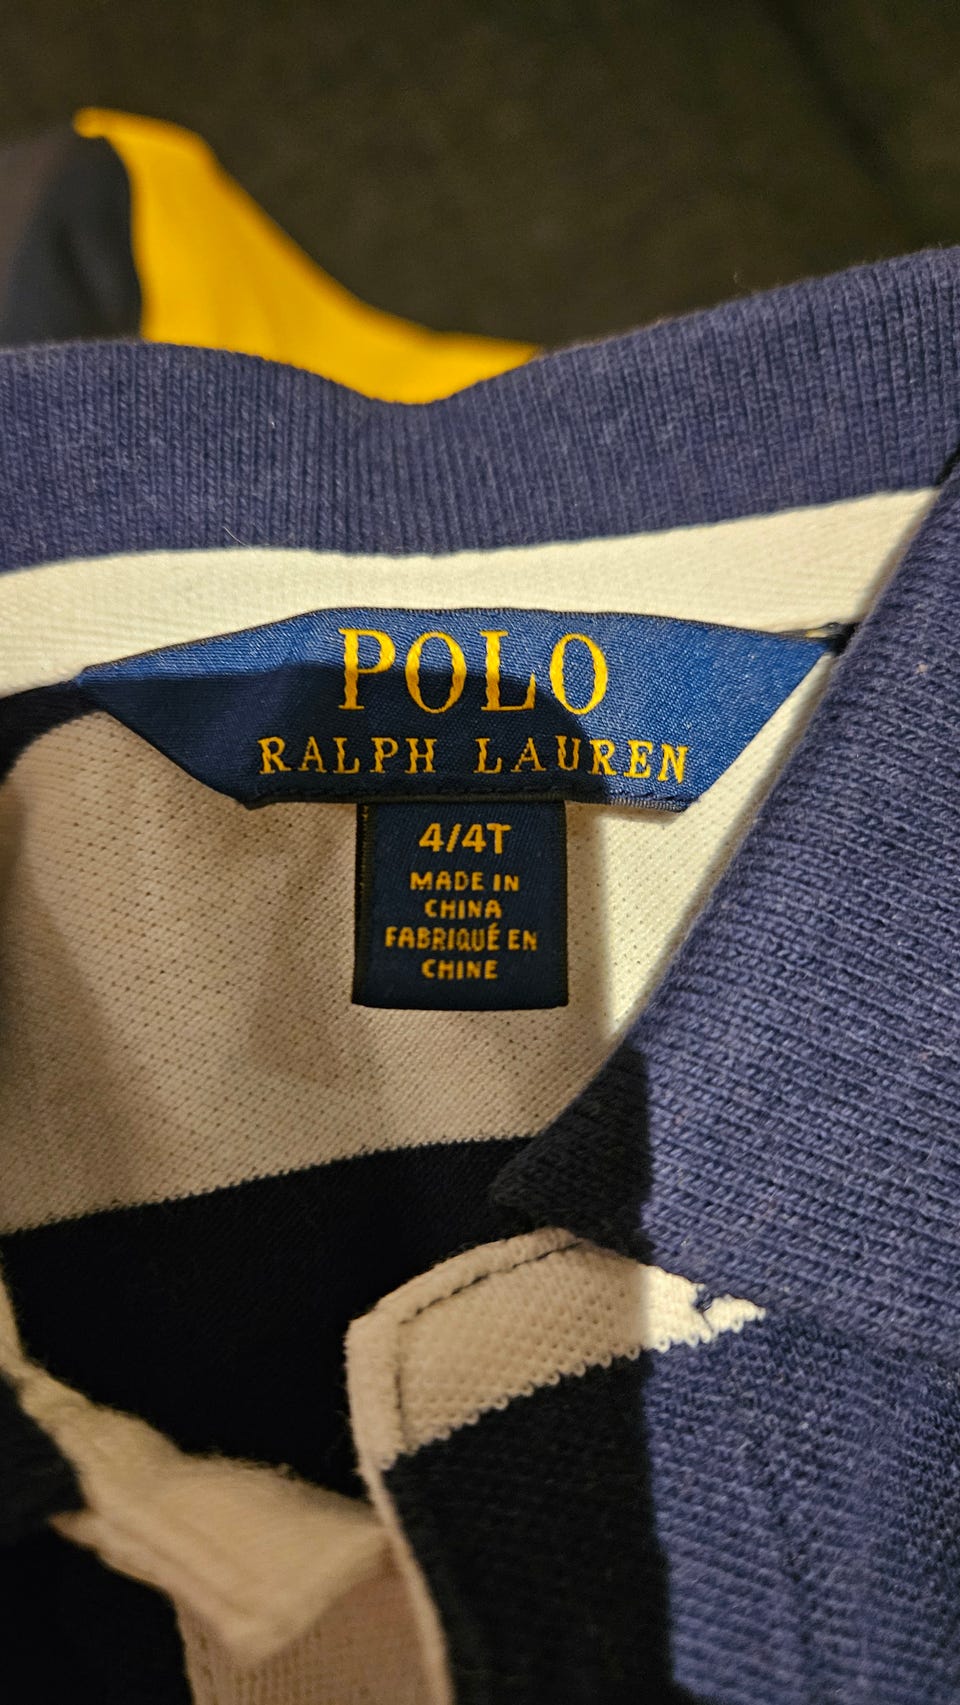 POLO
RALPH LAUREN
4/4T
MADE IN
CHINA
FABRIQUÉ EN
CHINE